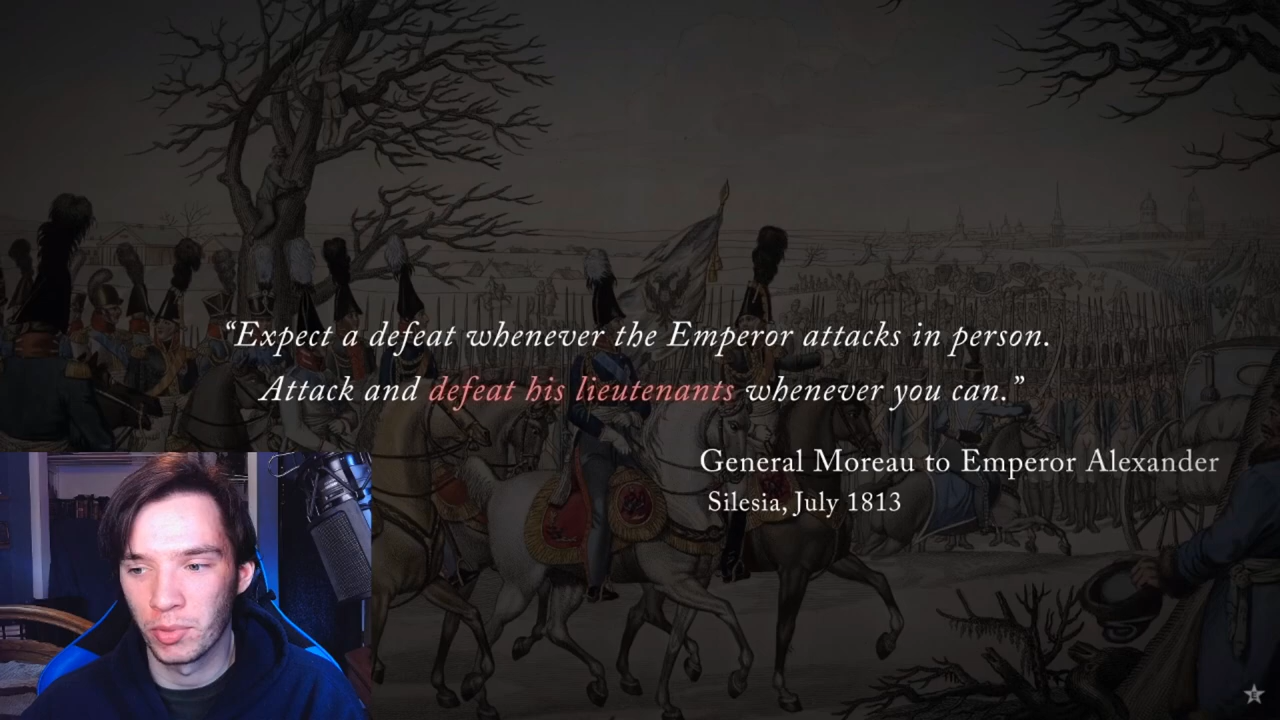 “Expect a defeat whenever the Emperor attacks in person.
Attack and defeat his lieutenants whenever you can.”
General Moreau to Emperor Alexander
Silesia, July 1813